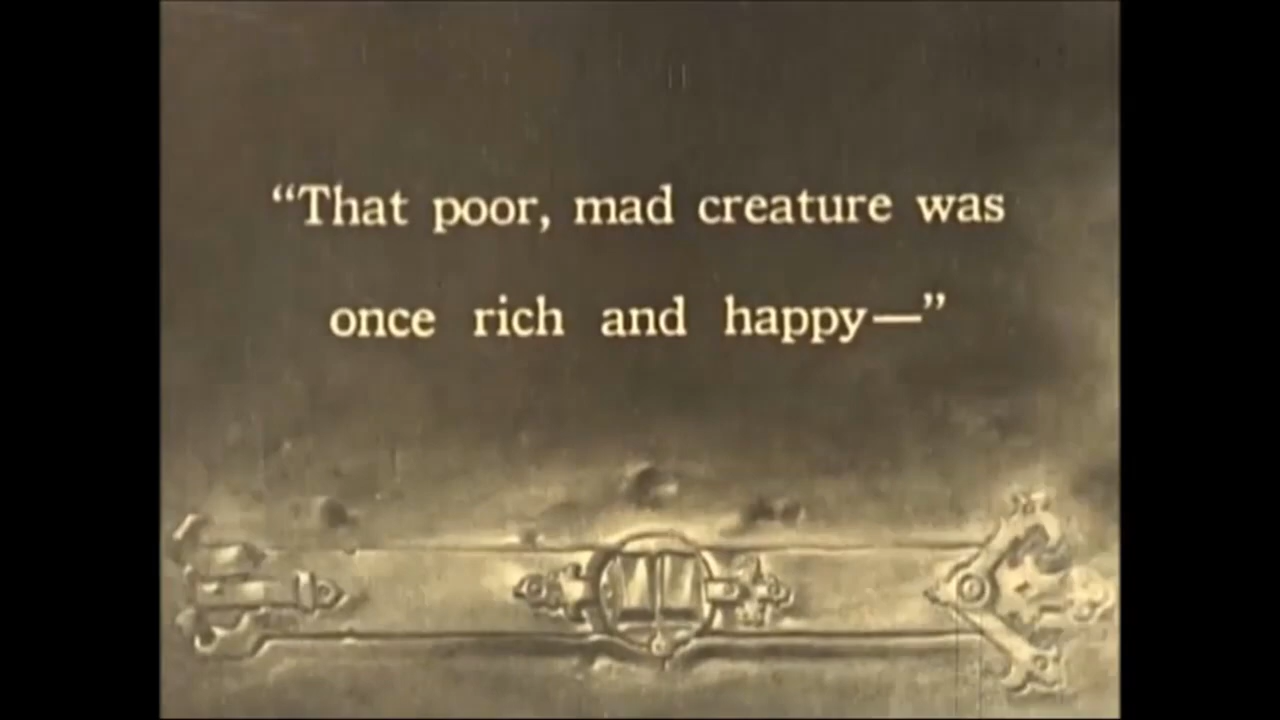 “That poor, mad creature was
once rich and happy—”